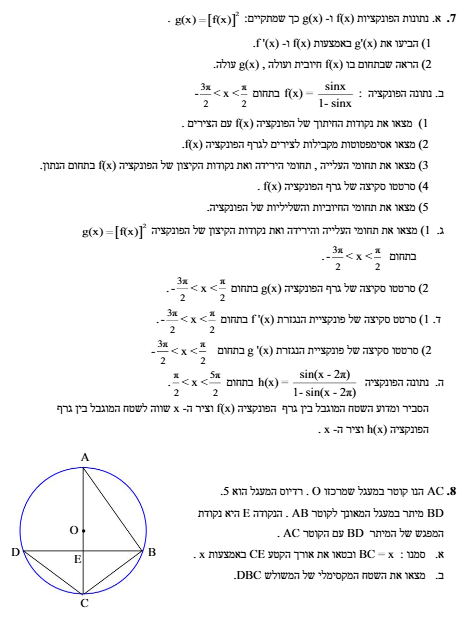 7. א. נתונות הפונקציות f(x) ו- g(x) כך שמתקיים: g(x) = [f(x)]² .
1) הביעו את g'(x) באמצעות f(x) ו- f '(x).
2) הראה שבתחום בו f(x) חיובית ועולה , g(x) עולה.
ב. נתונה הפונקציה : f(x) = sinx / 1- sinx בתחום -3π/2 < x < π/2
1) מצאו את נקודות החיתוך של הפונקציה f(x) עם הצירים .
2) מצאו אסימפטוטות מקבילות לצירים לגרף הפונקציה f(x).
3) מצאו את תחומי העלייה , תחומי הירידה ואת נקודות הקיצון של הפונקציה f(x) בתחום הנתון.
4) סרטטו סקיצה של גרף הפונקציה f(x) .
5) מצאו את תחומי החיוביות והשליליות של הפונקציה.
ג. 1) מצאו את תחומי העלייה והירידה ואת נקודות הקיצון של הפונקציה g(x) = [f(x)]²
בתחום -3π/2 < x < π/2 .
2) סרטטו סקיצה של גרף הפונקציה g(x) בתחום -3π/2 < x < π/2 .
ד. 1) סרטט סקיצה של פונקציית הנגזרת f '(x) בתחום -3π/2 < x < π/2 .
2) סרטטו סקיצה של פונקציית הנגזרת g '(x) בתחום -3π/2 < x < π/2
ה. נתונה הפונקציה h(x) = sin(x - 2π) / 1- sin(x - 2π) בתחום π/2 < x < 5π/2 .
הסביר ומדוע השטח המוגבל בין גרף הפונקציה f(x) וציר ה- x שווה לשטח המוגבל בין גרף
הפונקציה h(x) וציר ה- x .
8. AC הנו קוטר במעגל שמרכזו O . רדיוס המעגל הוא 5.
BD מיתר במעגל המאונך לקוטר AB . הנקודה E היא נקודת
המפגש של המיתר BD עם הקוטר AC .
א. סמנו : BC = x ובטאו את אורך הקטע CE באמצעות x .
ב. מצאו את השטח המקסימלי של המשולש DBC.
A
O
D
B
E
C